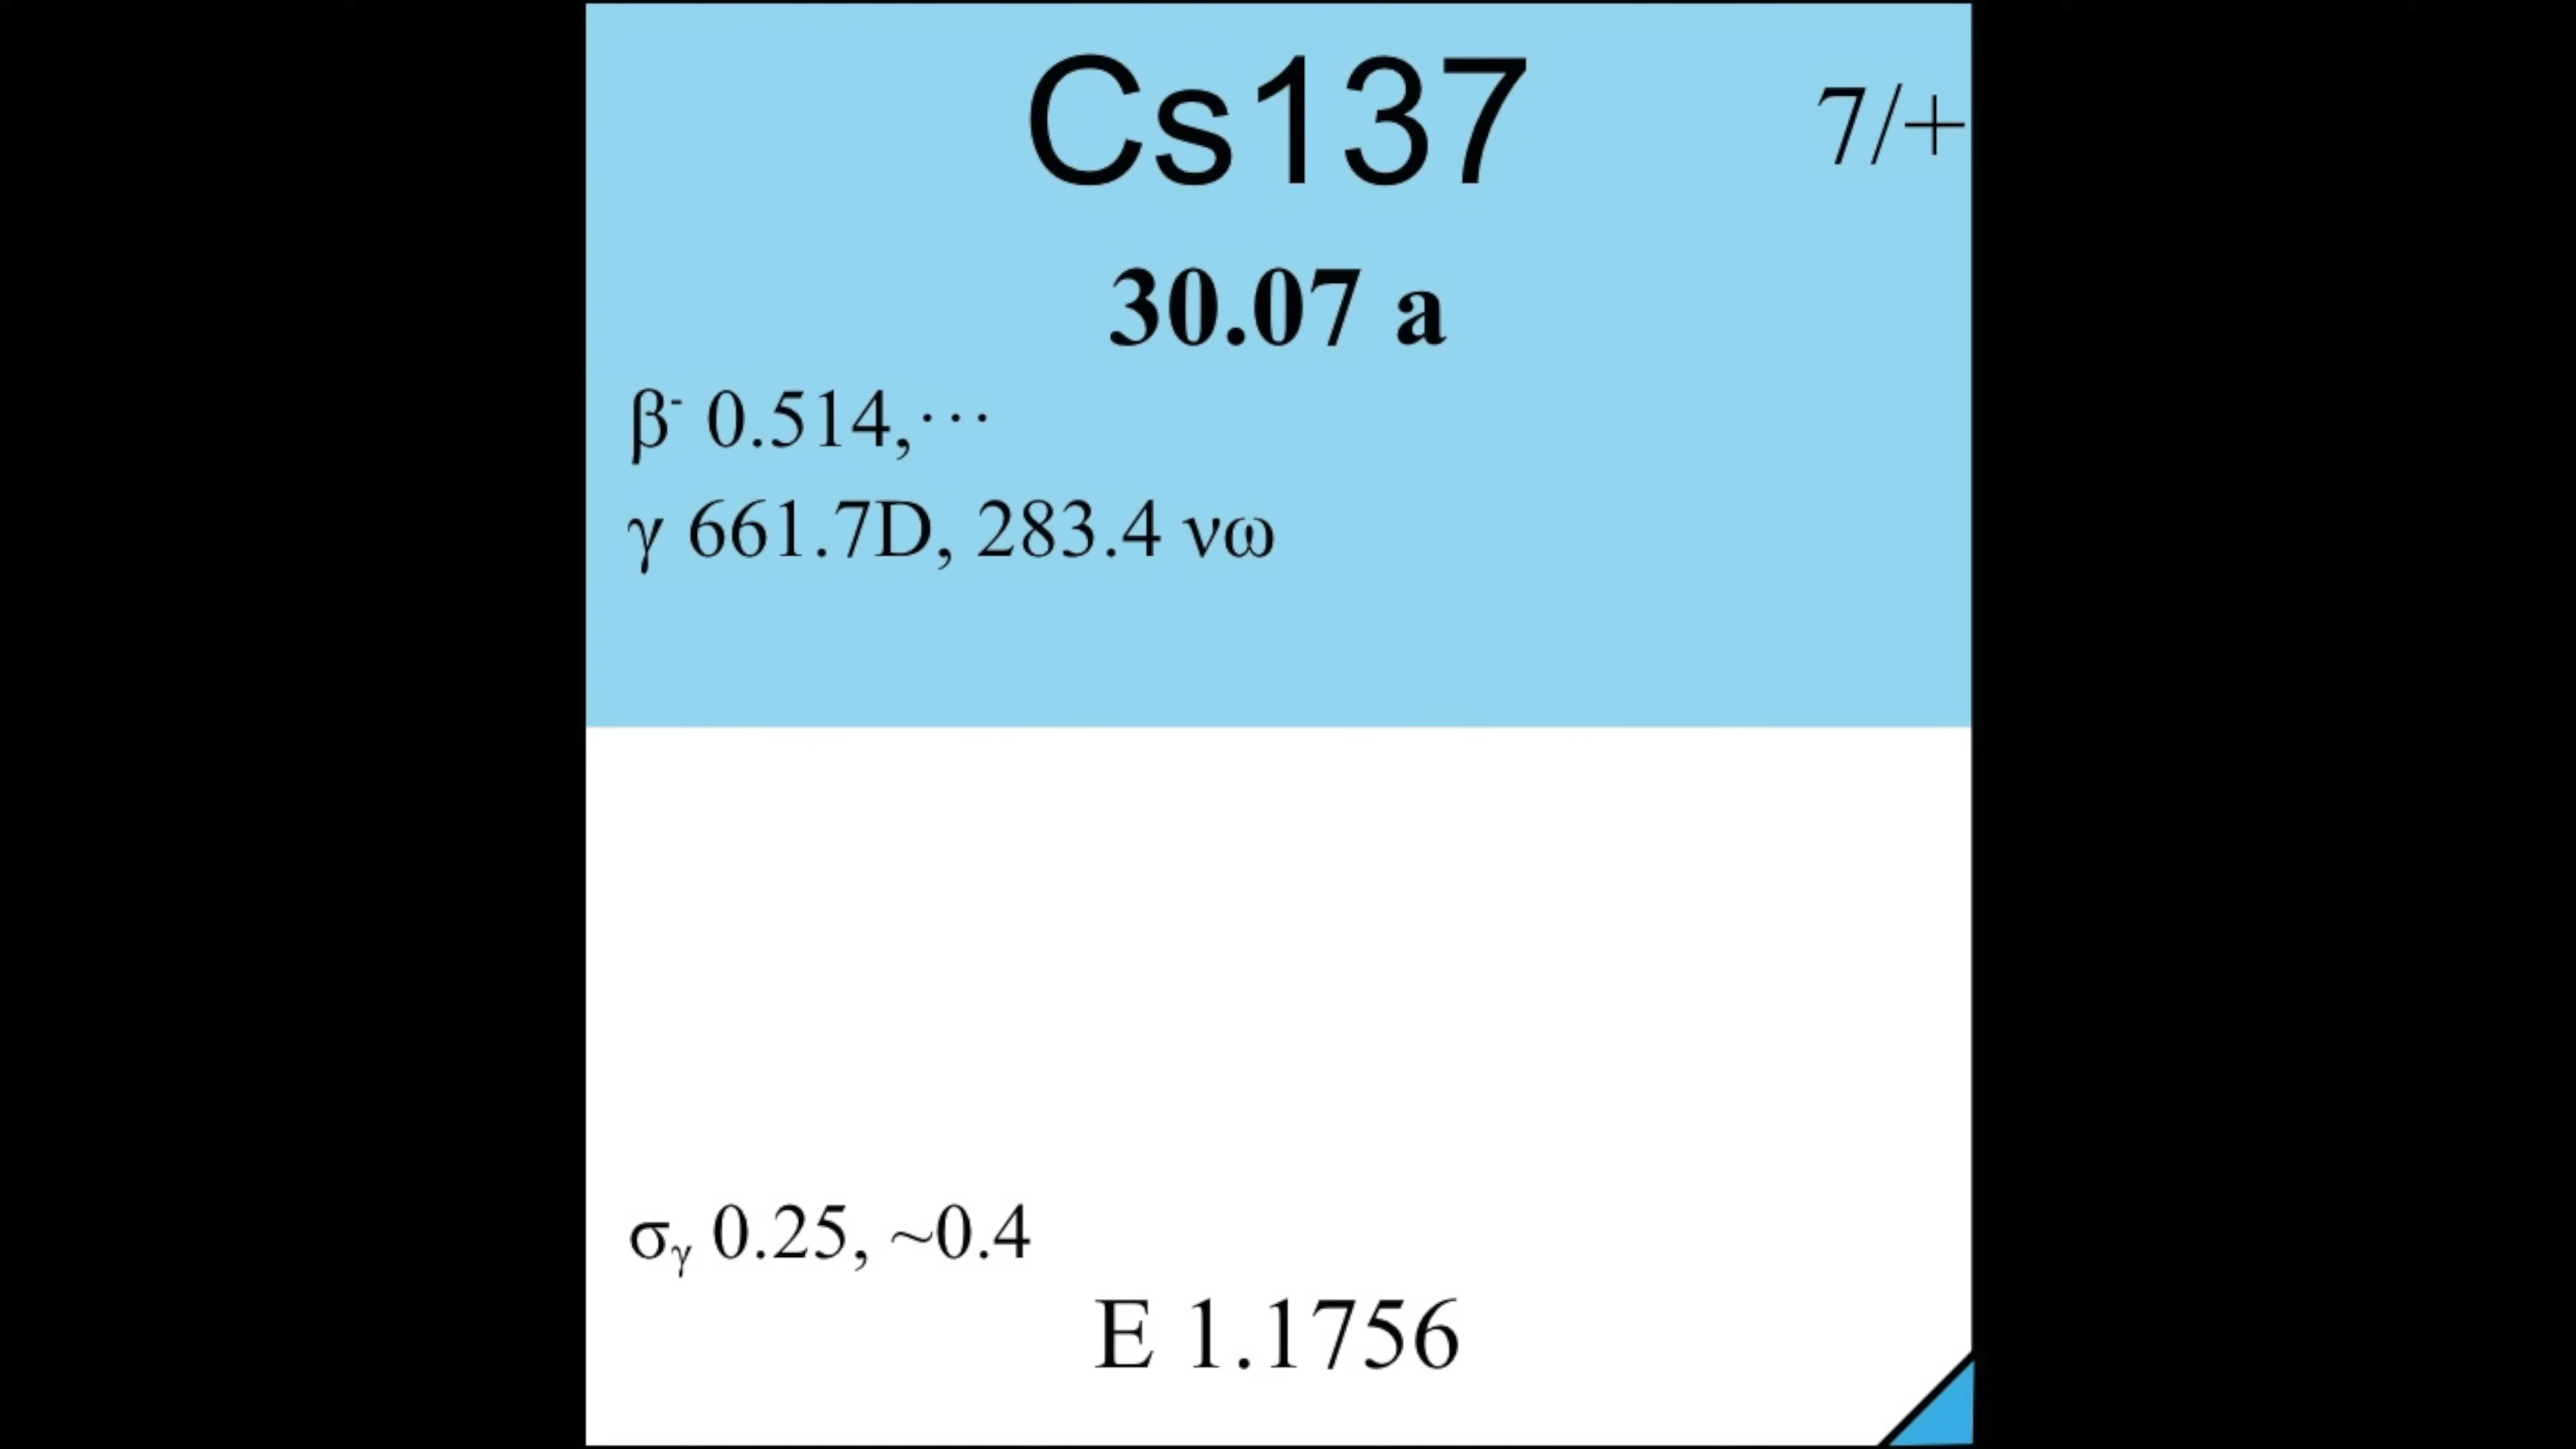 Cs137
7/+
30.07 a
β⁻ 0.514,···
γ 661.7D, 283.4 νω
σᵧ 0.25, ~0.4
E 1.1756